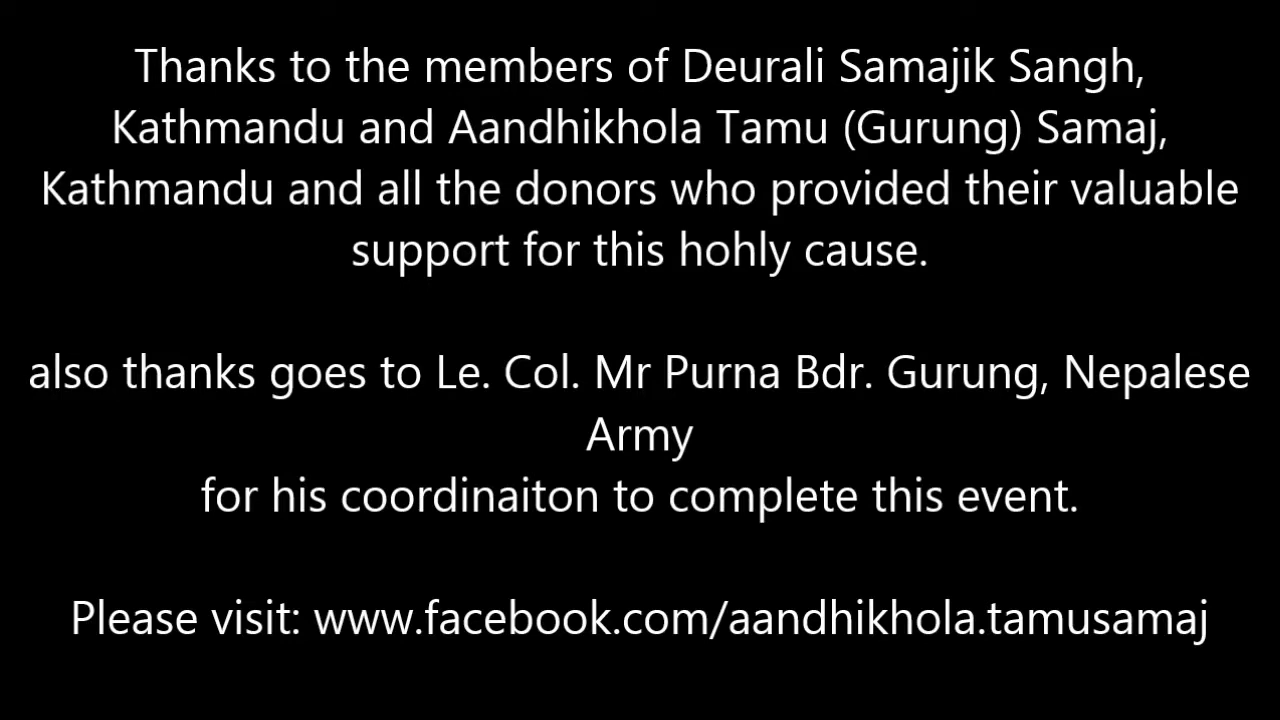 Thanks to the members of Deurali Samajik Sangh,
Kathmandu and Aandhikhola Tamu (Gurung) Samaj,
Kathmandu and all the donors who provided their valuable
support for this hohly cause.
also thanks goes to Le. Col. Mr Purna Bdr. Gurung, Nepalese
Army
for his coordinaiton to complete this event.
Please visit: www.facebook.com/aandhikhola.tamusamaj